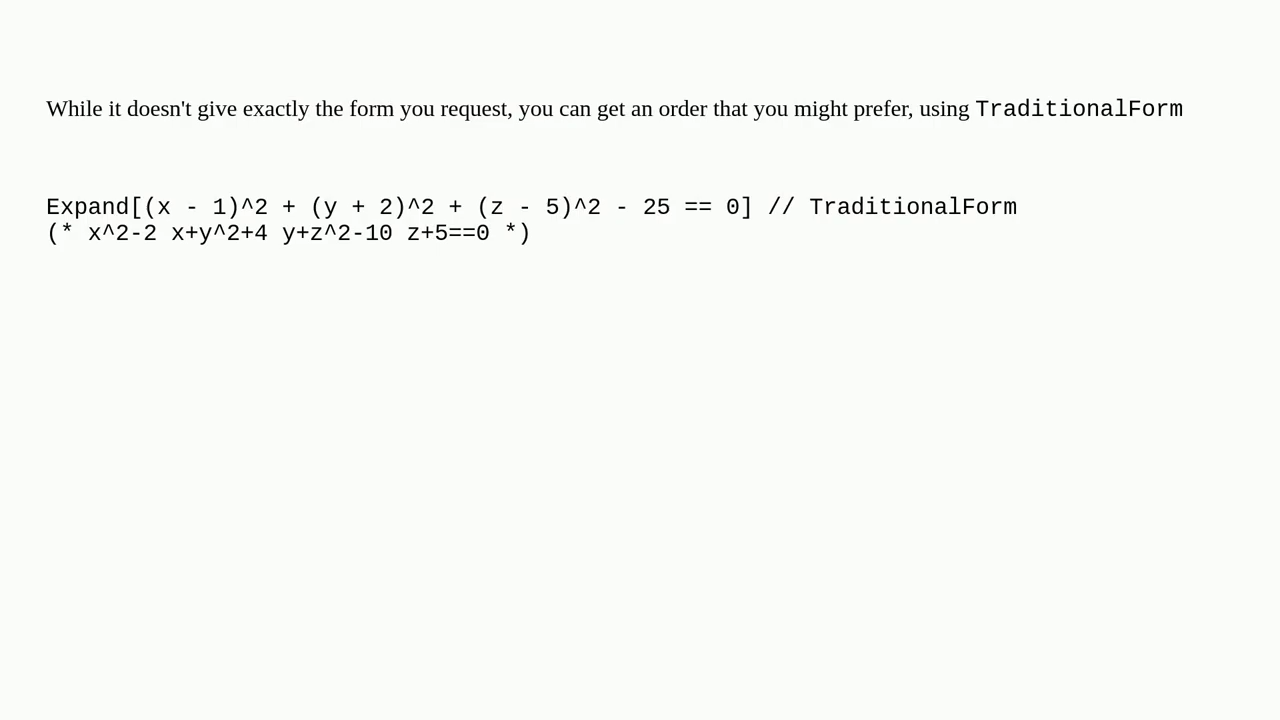 While it doesn't give exactly the form you request, you can get an order that you might prefer, using TraditionalForm
Expand[(x - 1)^2 + (y + 2)^2 + (z - 5)^2 - 25 == 0] // TraditionalForm
(* x^2-2 x+y^2+4 y+z^2-10 z+5==0 *)